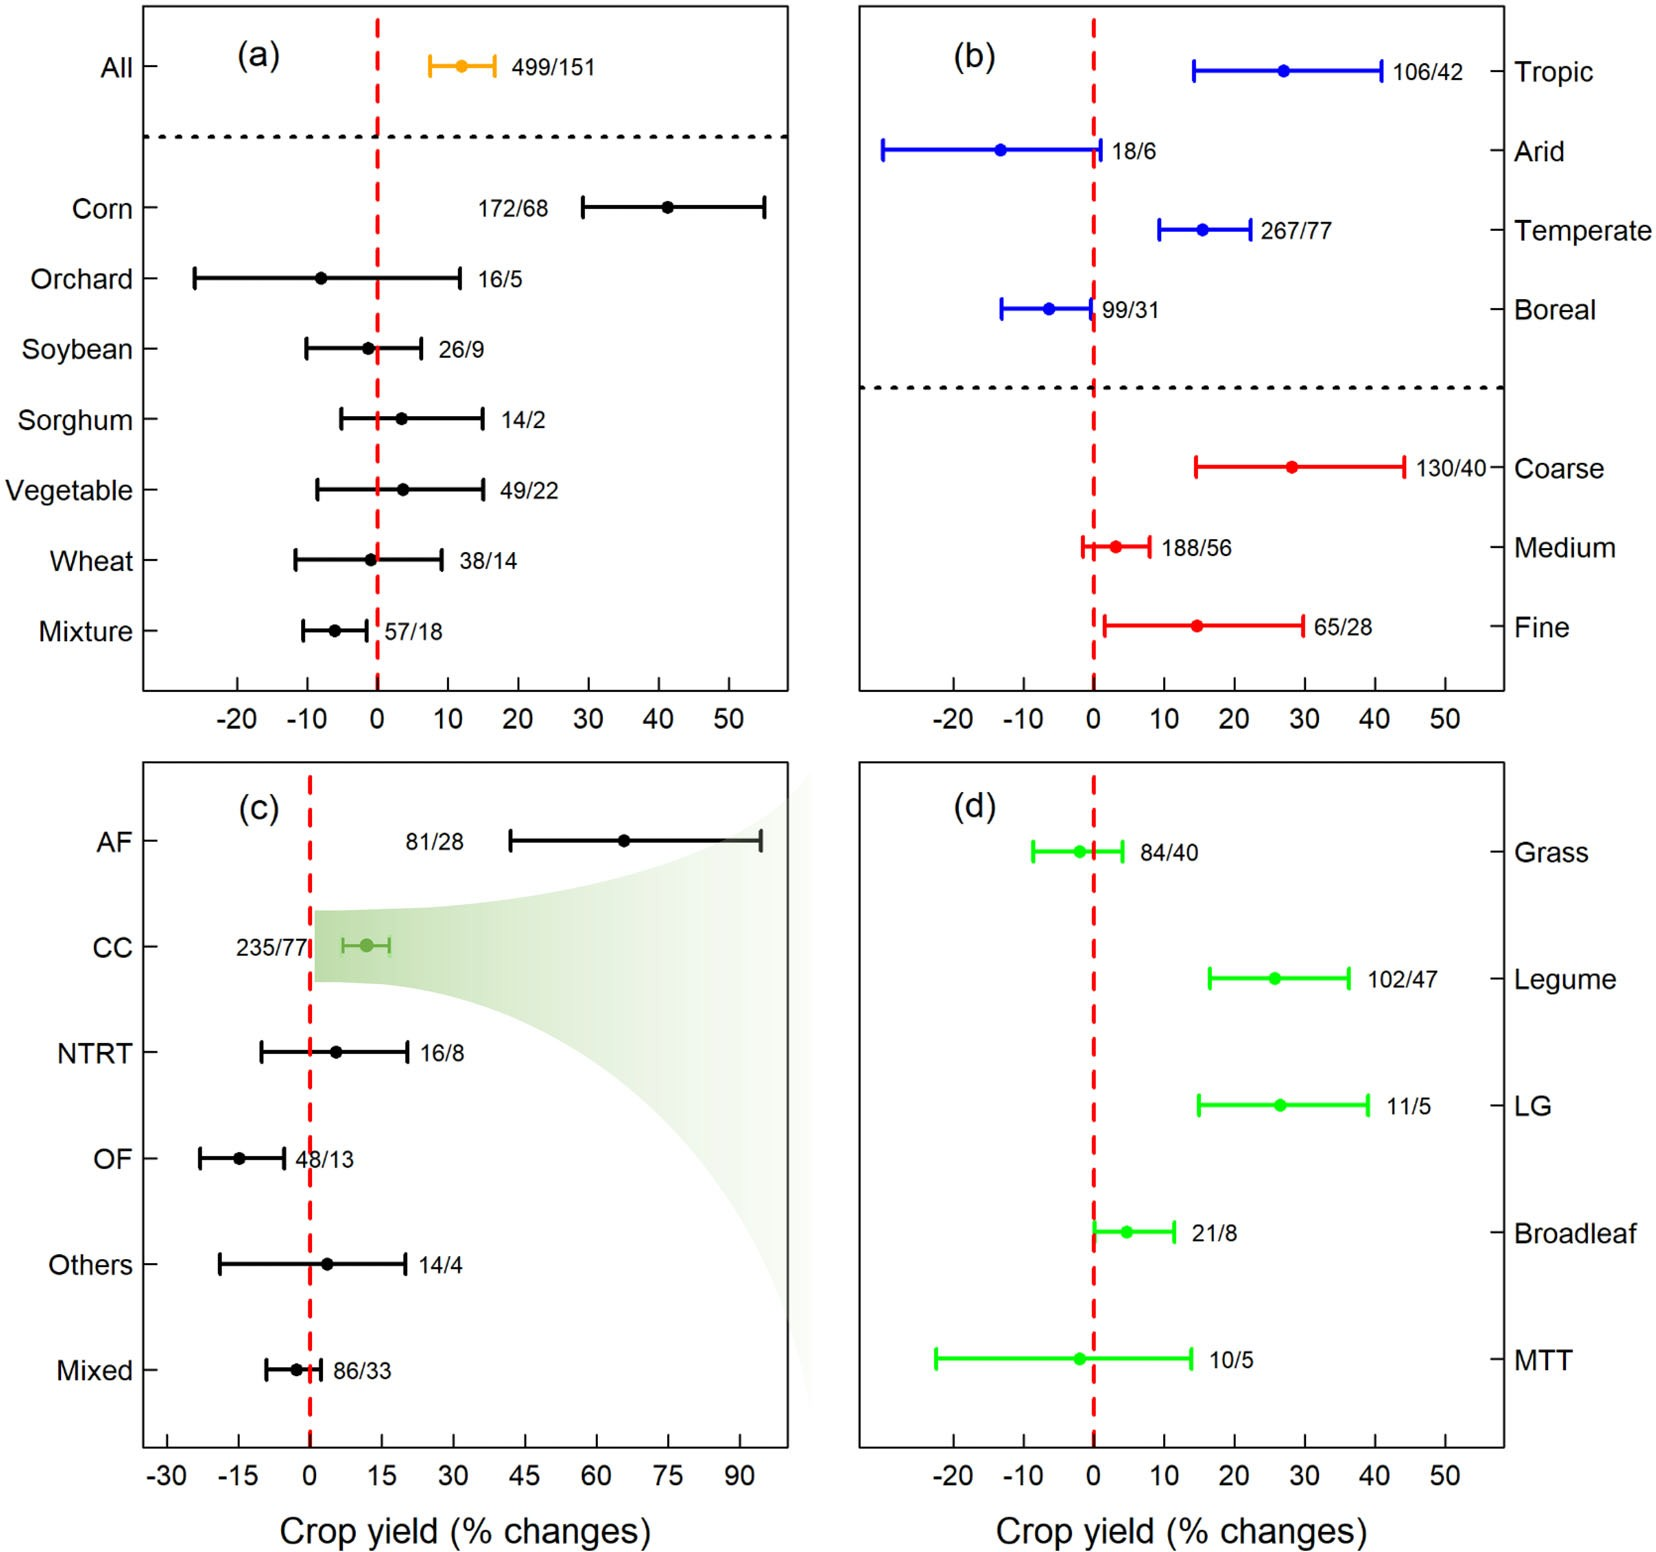 (a)
All
499/151
Corn
172/68
Orchard
16/5
Soybean
26/9
Sorghum
14/2
Vegetable
49/22
Wheat
38/14
Mixture
57/18
-20 -10 0 10 20 30 40 50
(b)
106/42
Tropic
18/6
Arid
267/77
Temperate
99/31
Boreal
130/40
Coarse
188/56
Medium
65/28
Fine
-20 -10 0 10 20 30 40 50
(c)
AF
81/28
CC
235/77
NTRT
16/8
OF
48/13
Others
14/4
Mixed
86/33
-30 -15 0 15 30 45 60 75 90
Crop yield (% changes)
(d)
84/40
Grass
102/47
Legume
11/5
LG
21/8
Broadleaf
10/5
MTT
-20 -10 0 10 20 30 40 50
Crop yield (% changes)